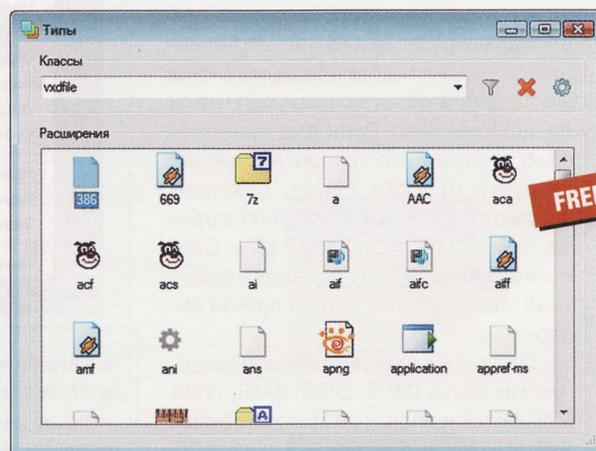 Типы
Классы
vxdfile
Расширения
7
386 669 7z a AAC aca
FREE
acf acs ai aif aifc aiff
amf ani ans apng application appref-ms
A